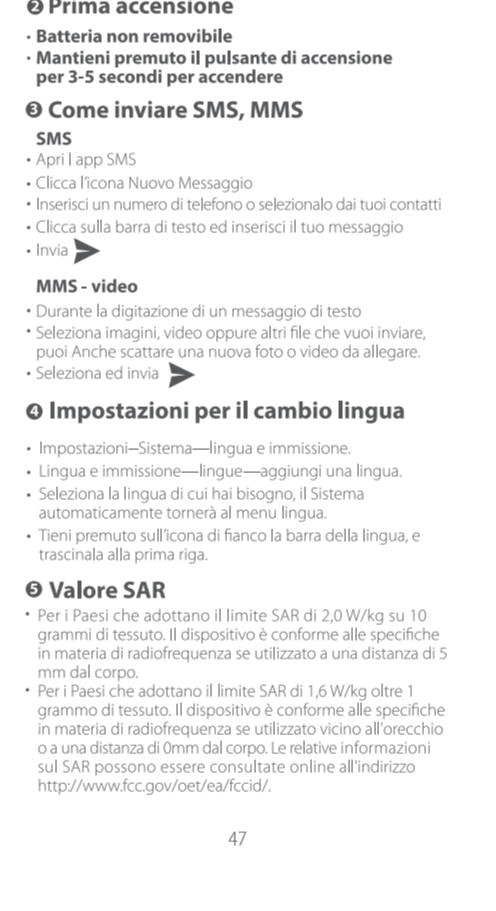 ❷ Prima accensione
• Batteria non removibile
• Mantieni premuto il pulsante di accensione
per 3-5 secondi per accendere
❸ Come inviare SMS, MMS
SMS
• Apri l app SMS
• Clicca l'icona Nuovo Messaggio
• Inserisci un numero di telefono o selezionalo dai tuoi contatti
• Clicca sulla barra di testo ed inserisci il tuo messaggio
• Invia
MMS - video
• Durante la digitazione di un messaggio di testo
• Seleziona imagini, video oppure altri file che vuoi inviare,
puoi Anche scattare una nuova foto o video da allegare.
• Seleziona ed invia
❹ Impostazioni per il cambio lingua
• Impostazioni–Sistema—lingua e immissione.
• Lingua e immissione—lingue—aggiungi una lingua.
• Seleziona la lingua di cui hai bisogno, il Sistema
automaticamente tornerà al menu lingua.
• Tieni premuto sull'icona di fianco la barra della lingua, e
trascinala alla prima riga.
❺ Valore SAR
• Per i Paesi che adottano il limite SAR di 2,0 W/kg su 10
grammi di tessuto. Il dispositivo è conforme alle specifiche
in materia di radiofrequenza se utilizzato a una distanza di 5
mm dal corpo.
• Per i Paesi che adottano il limite SAR di 1,6 W/kg oltre 1
grammo di tessuto. Il dispositivo è conforme alle specifiche
in materia di radiofrequenza se utilizzato vicino all'orecchio
o a una distanza di 0mm dal corpo. Le relative informazioni
sul SAR possono essere consultate online all'indirizzo
http://www.fcc.gov/oet/ea/fccid/.
47